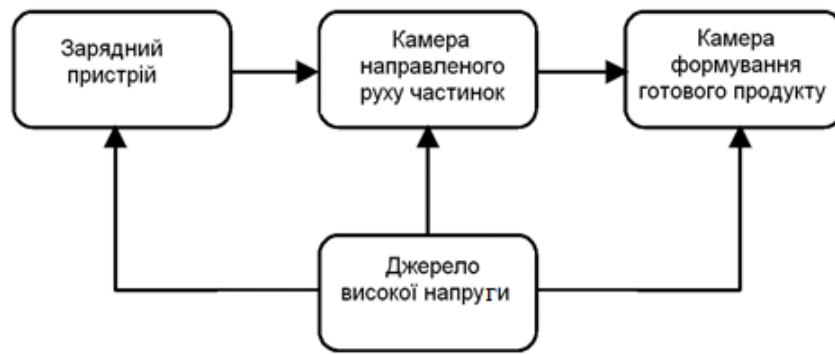 Зарядний
пристрій
Камера
направленого
руху частинок
Камера
формування
готового продукту
Джерело
високої напруги